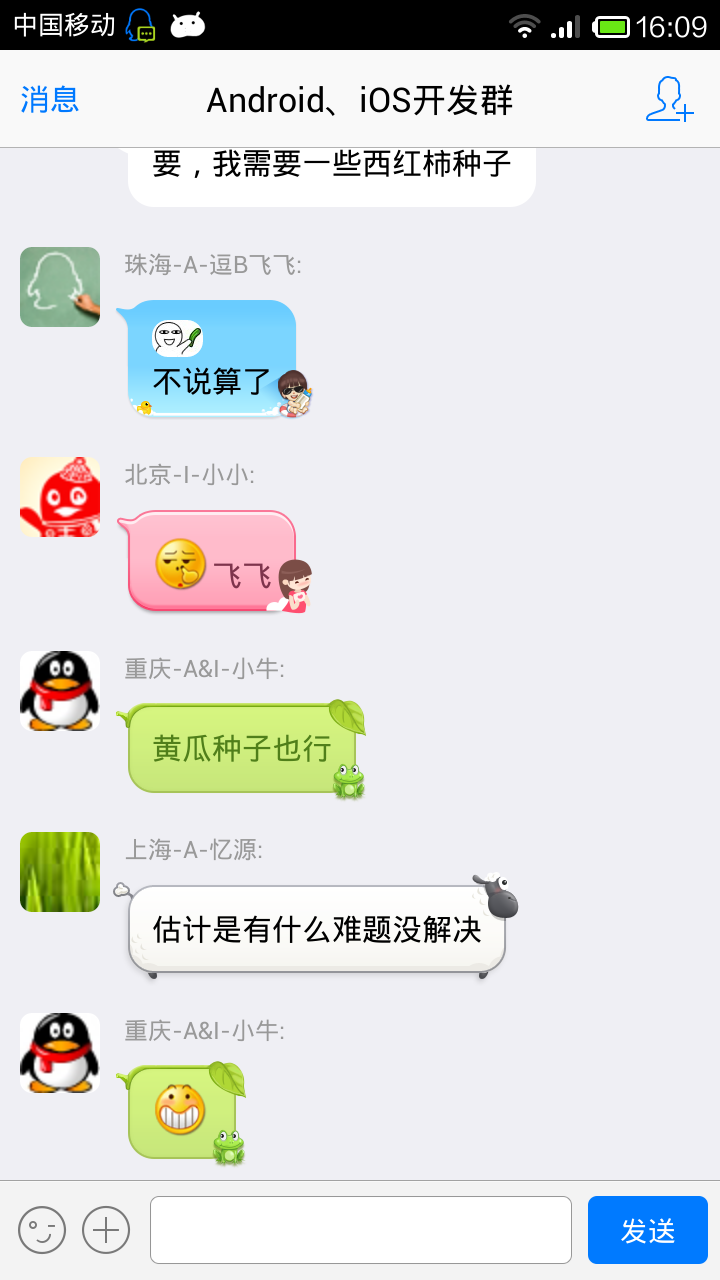 中国移动 16:09
消息 Android、iOS开发群
要，我需要一些西红柿种子
珠海-A-逗B飞飞:
不说算了
北京-I-小小:
飞飞
重庆-A&I-小牛:
黄瓜种子也行
上海-A-忆源:
估计是有什么难题没解决
重庆-A&I-小牛:
发送